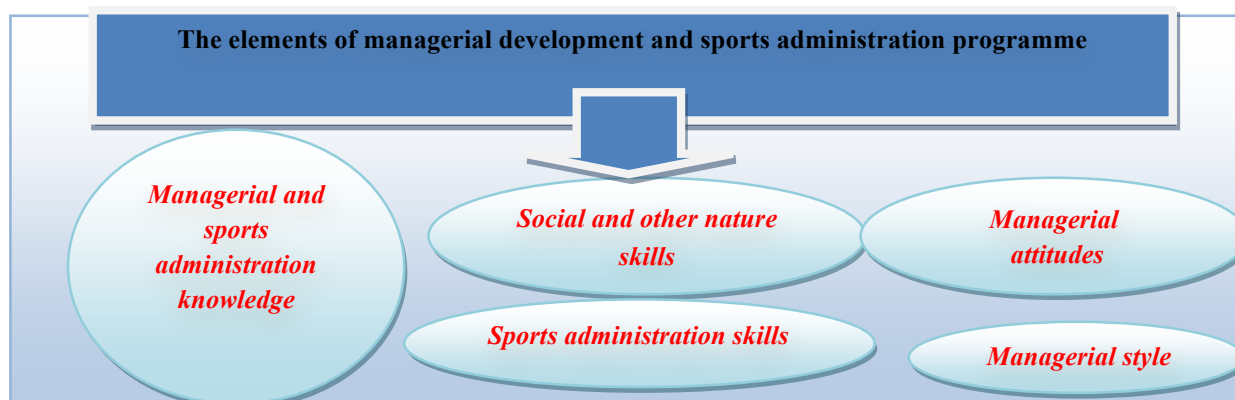 The elements of managerial development and sports administration programme
Managerial and
sports
administration
knowledge
Social and other nature
skills
Managerial
attitudes
Sports administration skills
Managerial style